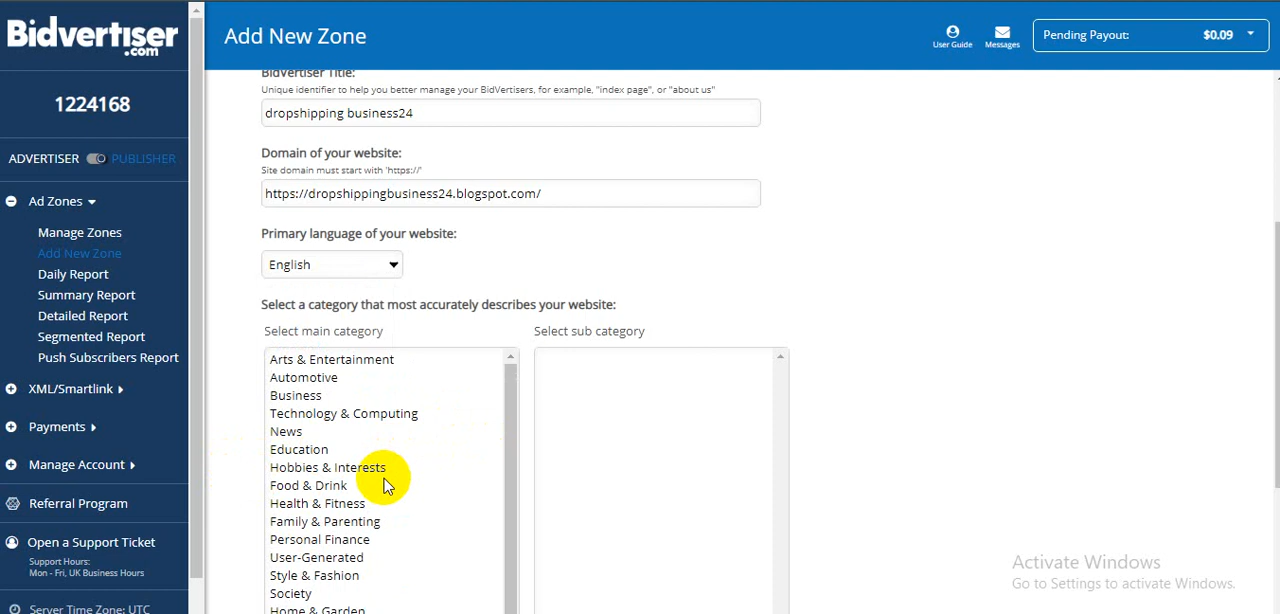 Bidvertiser
.com
1224168
ADVERTISER PUBLISHER
Ad Zones
Manage Zones
Add New Zone
Daily Report
Summary Report
Detailed Report
Segmented Report
Push Subscribers Report
XML/Smartlink
Payments
Manage Account
Referral Program
Open a Support Ticket
Support Hours:
Mon - Fri, UK Business Hours
Server Time Zone: UTC
Add New Zone
User Guide
Messages
Pending Payout: $0.09
BidVertiser Title:
Unique identifier to help you better manage your BidVertisers, for example, "index page", or "about us"
dropshipping business24
Domain of your website:
Site domain must start with 'https://'
https://dropshippingbusiness24.blogspot.com/
Primary language of your website:
English
Select a category that most accurately describes your website:
Select main category
Select sub category
Arts & Entertainment
Automotive
Business
Technology & Computing
News
Education
Hobbies & Interests
Food & Drink
Health & Fitness
Family & Parenting
Personal Finance
User-Generated
Style & Fashion
Society
Home & Garden
Activate Windows
Go to Settings to activate Windows.